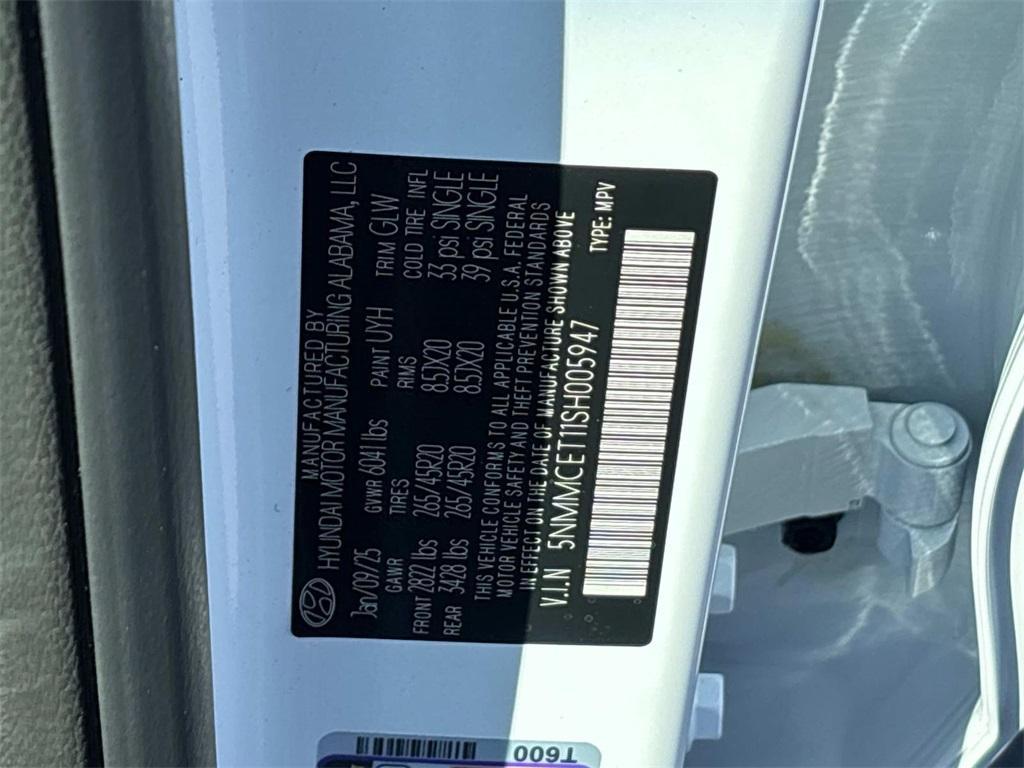 MANUFACTURED BY
HYUNDAI MOTOR MANUFACTURING ALABAMA, LLC
Jan/09/25 GVWR 6041 lbs PAINT UYH TRIM GLW
GAWR TIRES RIMS COLD TIRE INFL
FRONT 2822 lbs 265/45R20 8.5JX20 33 psi SINGLE
REAR 3428 lbs 265/45R20 8.5JX20 39 psi SINGLE
THIS VEHICLE CONFORMS TO ALL APPLICABLE U.S.A. FEDERAL
MOTOR VEHICLE SAFETY AND THEFT PREVENTION STANDARDS
IN EFFECT ON THE DATE OF MANUFACTURE SHOWN ABOVE
V.I.N 5NMMCET11SH005947 TYPE: MPV
T600